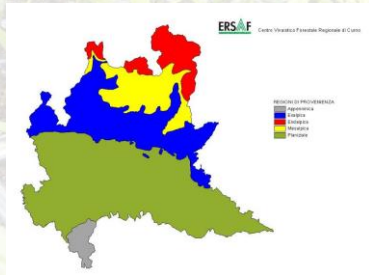 ERSAF
Centro Vivaistico Forestale Regionale di Curno
REGIONI DI PROVENIENZA
Appenninica
Esalpica
Endalpica
Mesalpica
Planiziale